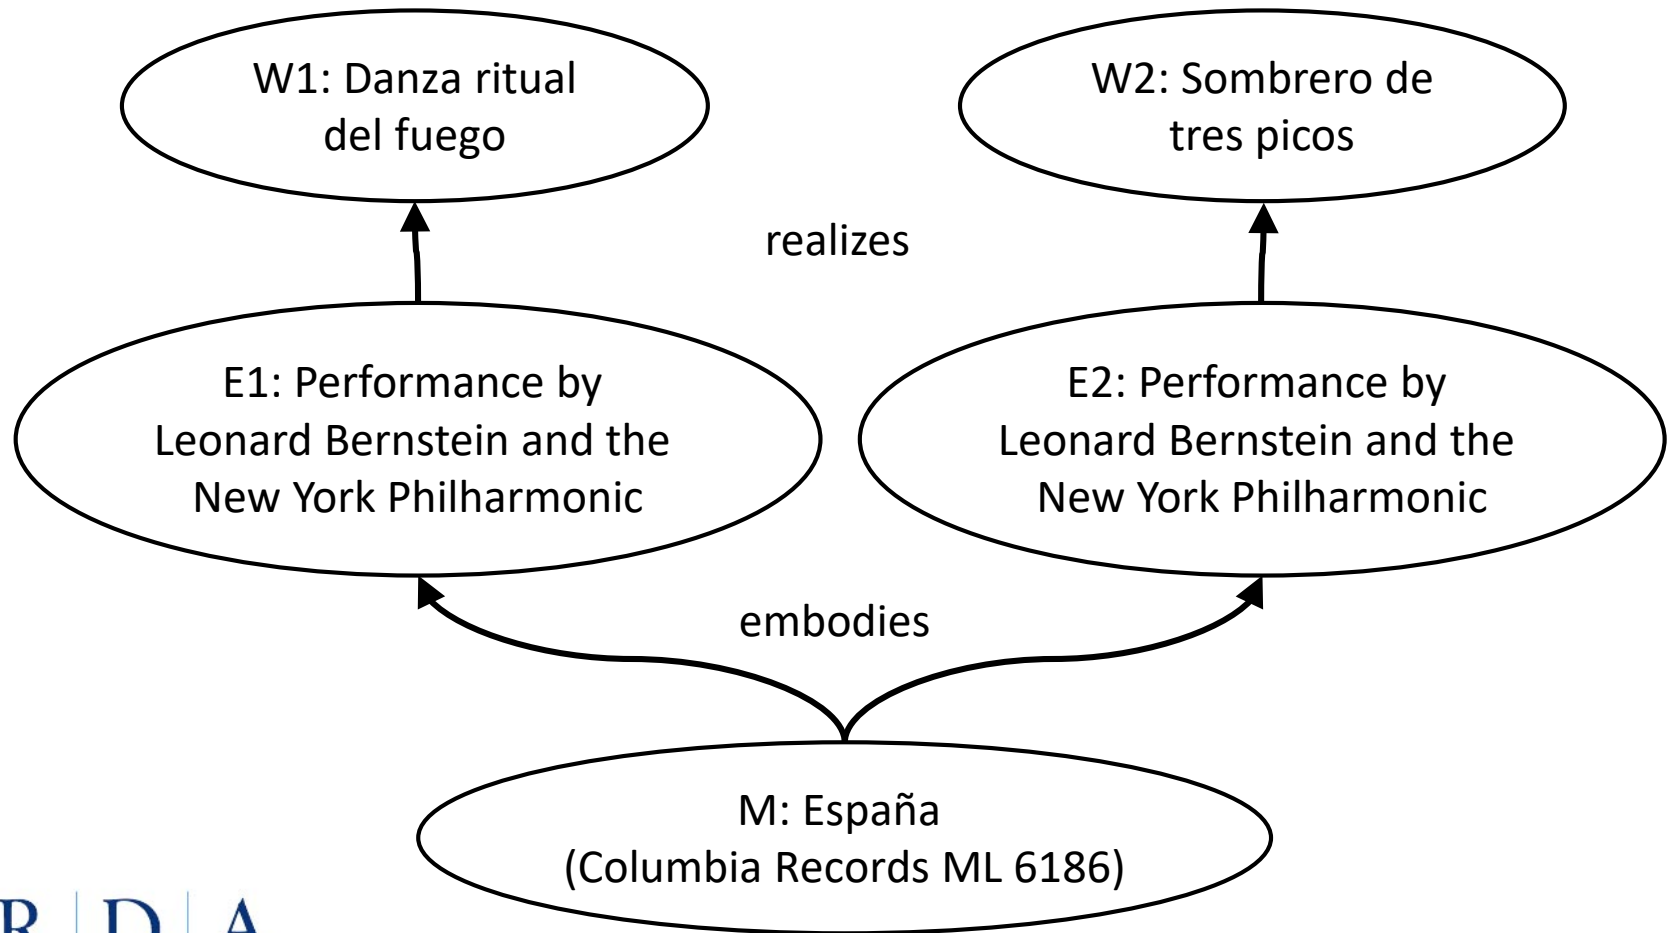 W1: Danza ritual
del fuego
W2: Sombrero de
tres picos
realizes
E1: Performance by
Leonard Bernstein and the
New York Philharmonic
E2: Performance by
Leonard Bernstein and the
New York Philharmonic
embodies
M: España
(Columbia Records ML 6186)
R | D | A